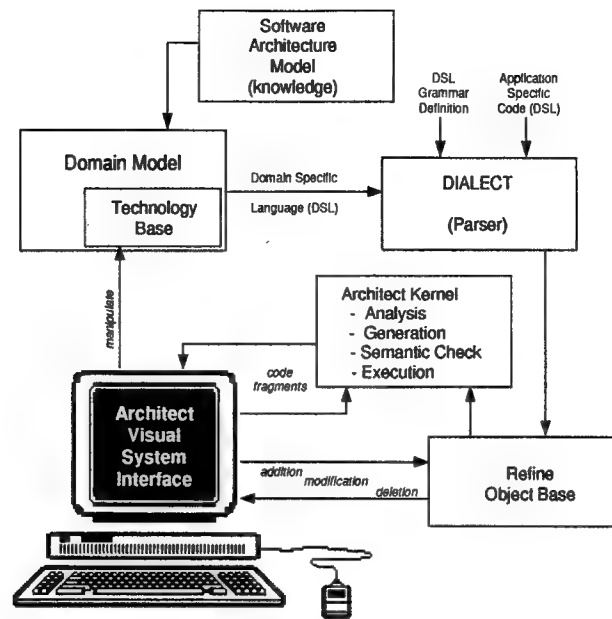 Software
Architecture
Model
(knowledge)
DSL
Grammar
Definition
Application
Specific
Code (DSL)
Domain Model
Technology
Base
Domain Specific
Language (DSL)
DIALECT
(Parser)
manipulate
Architect Kernel
- Analysis
- Generation
- Semantic Check
- Execution
code
fragments
Architect
Visual
System
Interface
addition
modification
deletion
Refine
Object Base